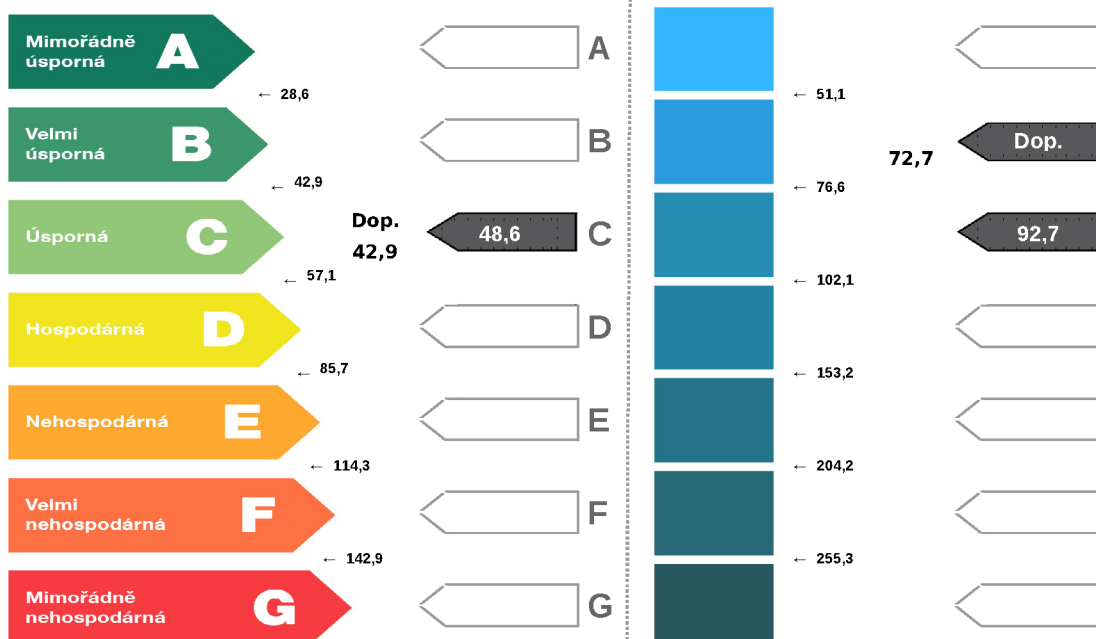 Mimořádně
úsporná
A
A
← 28,6
← 51,1
Velmi
úsporná
B
B
72,7
Dop.
← 42,9
← 76,6
Úsporná
C
Dop.
42,9
48,6
C
92,7
← 57,1
← 102,1
Hospodárná
D
D
← 85,7
← 153,2
Nehospodárná
E
E
← 114,3
← 204,2
Velmi
nehospodárná
F
F
← 142,9
← 255,3
Mimořádně
nehospodárná
G
G